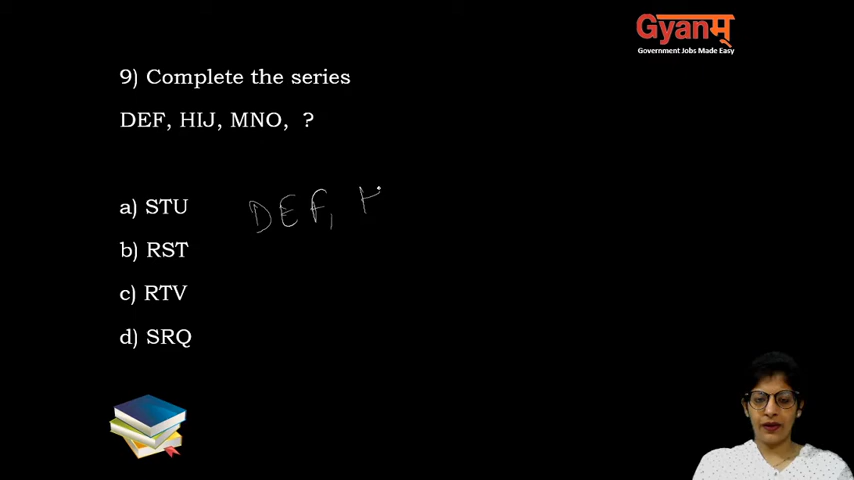 Gyanम्
Government Jobs Made Easy
9) Complete the series
DEF, HIJ, MNO, ?
a) STU
DEF,
b) RST
c) RTV
d) SRQ